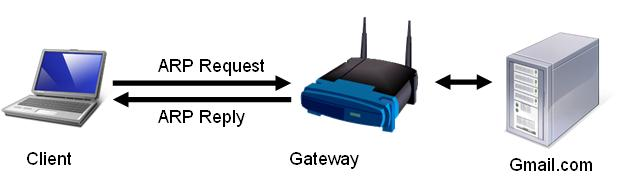 ARP Request
ARP Reply
Client
Gateway
Gmail.com